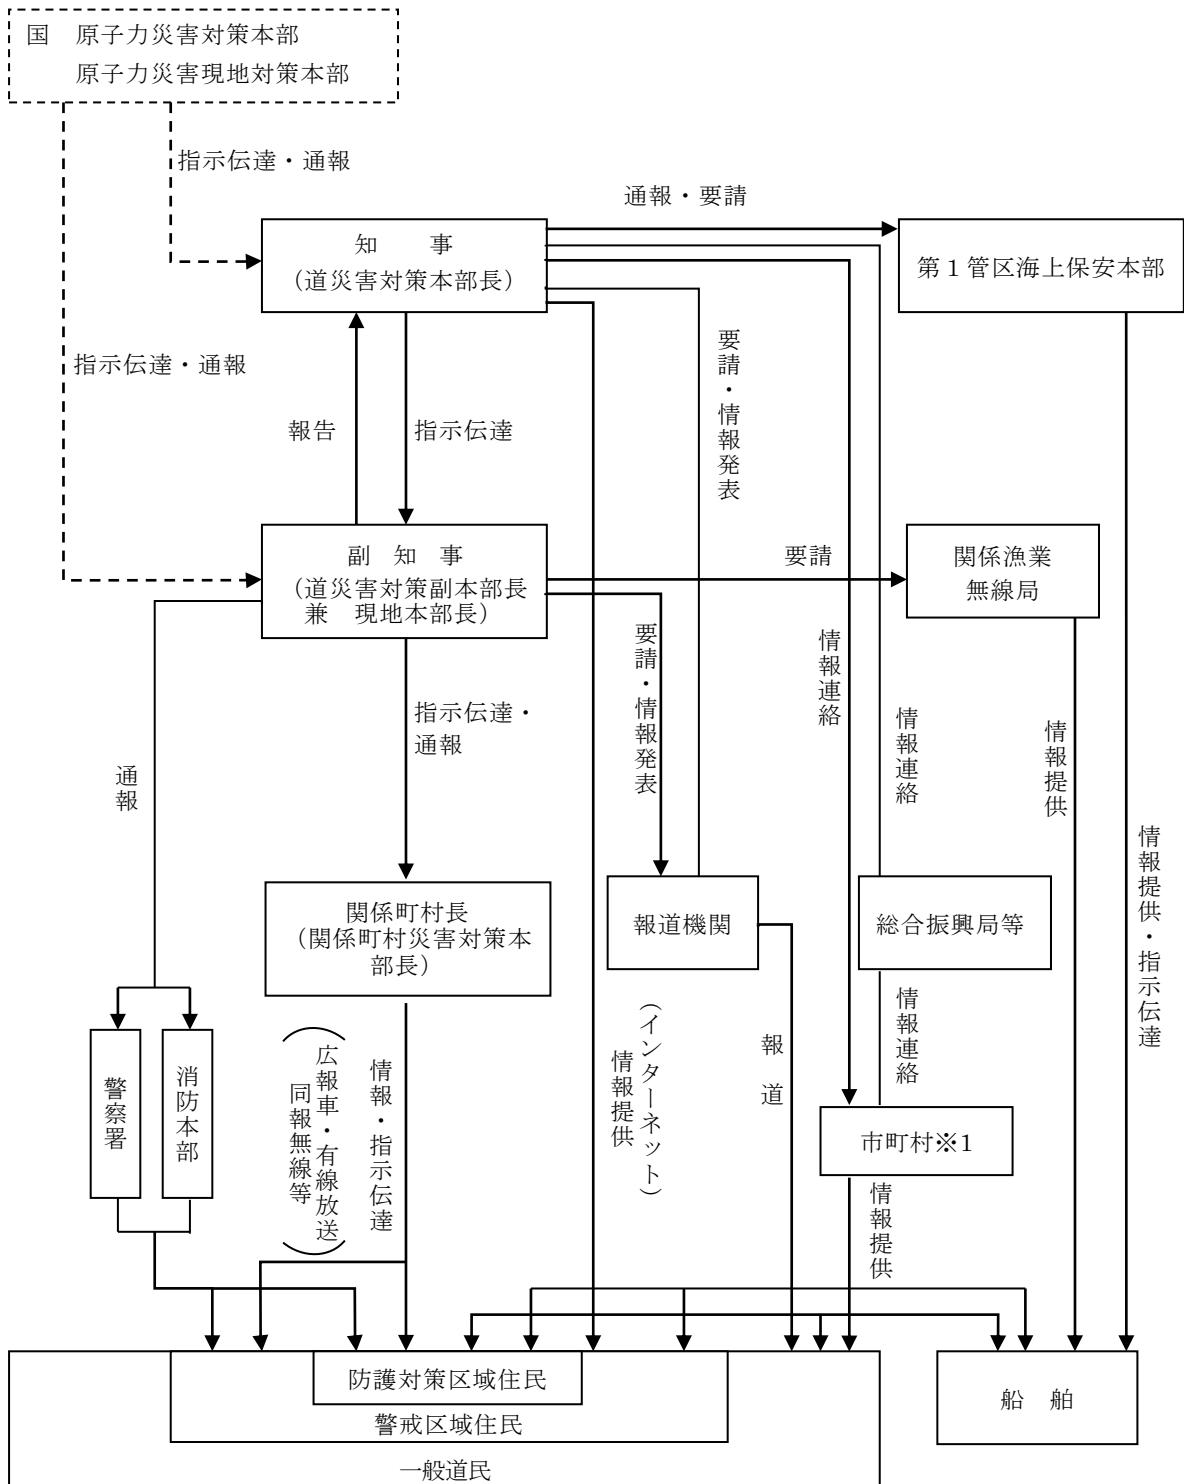 国　原子力災害対策本部
原子力災害現地対策本部
指示伝達・通報
通報・要請
知　　事
（道災害対策本部長）
第１管区海上保安本部
指示伝達・通報
要請・情報発表
報告
指示伝達
副　知　事
（道災害対策副本部長
兼　現地本部長）
要請
関係漁業
無線局
要請・情報発表
情報連絡
情報連絡
情報提供
指示伝達・
通報
通報
情報提供・指示伝達
関係町村長
（関係町村災害対策本
部長）
報道機関
総合振興局等
情報連絡
警察署
消防本部
（広報車・有線放送
同報無線等）
情報・指示伝達
（インターネット）
情報提供
報　道
市町村※1
情報提供
防護対策区域住民
警戒区域住民
一般道民
船　舶